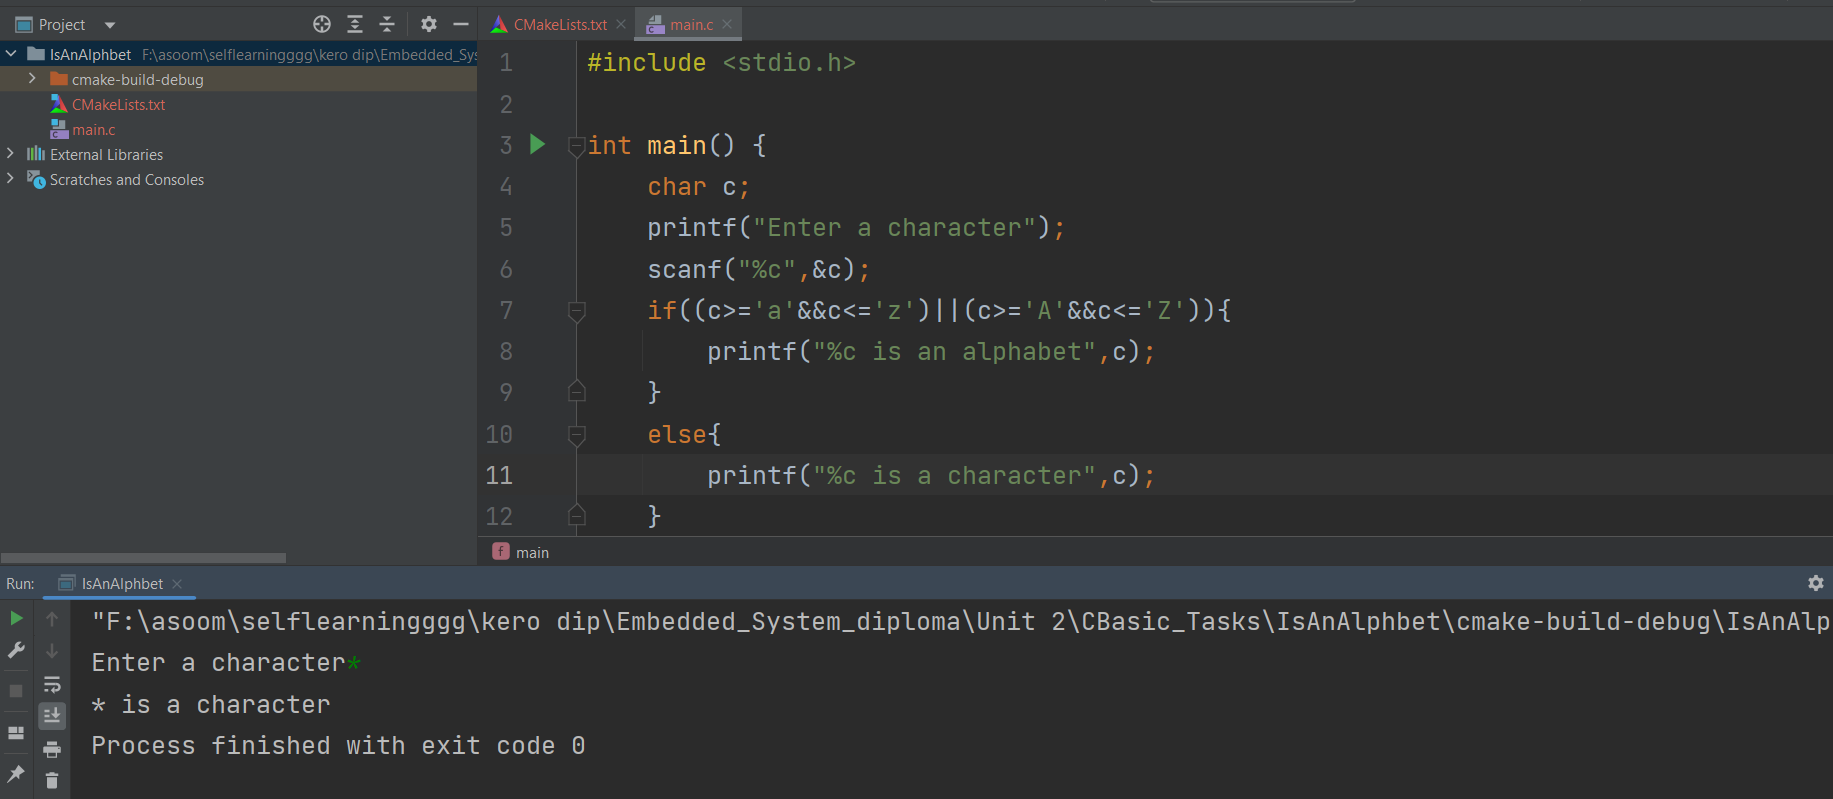 Project
CMakeLists.txt
main.c
IsAnAlphbet F:\asoom\selflearningggg\kero dip\Embedded_Sys
cmake-build-debug
CMakeLists.txt
main.c
External Libraries
Scratches and Consoles
1 #include <stdio.h>
2
3 int main() {
4 char c;
5 printf("Enter a character");
6 scanf("%c",&c);
7 if((c>='a'&&c<='z')||(c>='A'&&c<='Z')){
8 printf("%c is an alphabet",c);
9 }
10 else{
11 printf("%c is a character",c);
12 }
f main
Run: IsAnAlphbet
"F:\asoom\selflearningggg\kero dip\Embedded_System_diploma\Unit 2\CBasic_Tasks\IsAnAlphbet\cmake-build-debug\IsAnAlp
Enter a character*
* is a character
Process finished with exit code 0